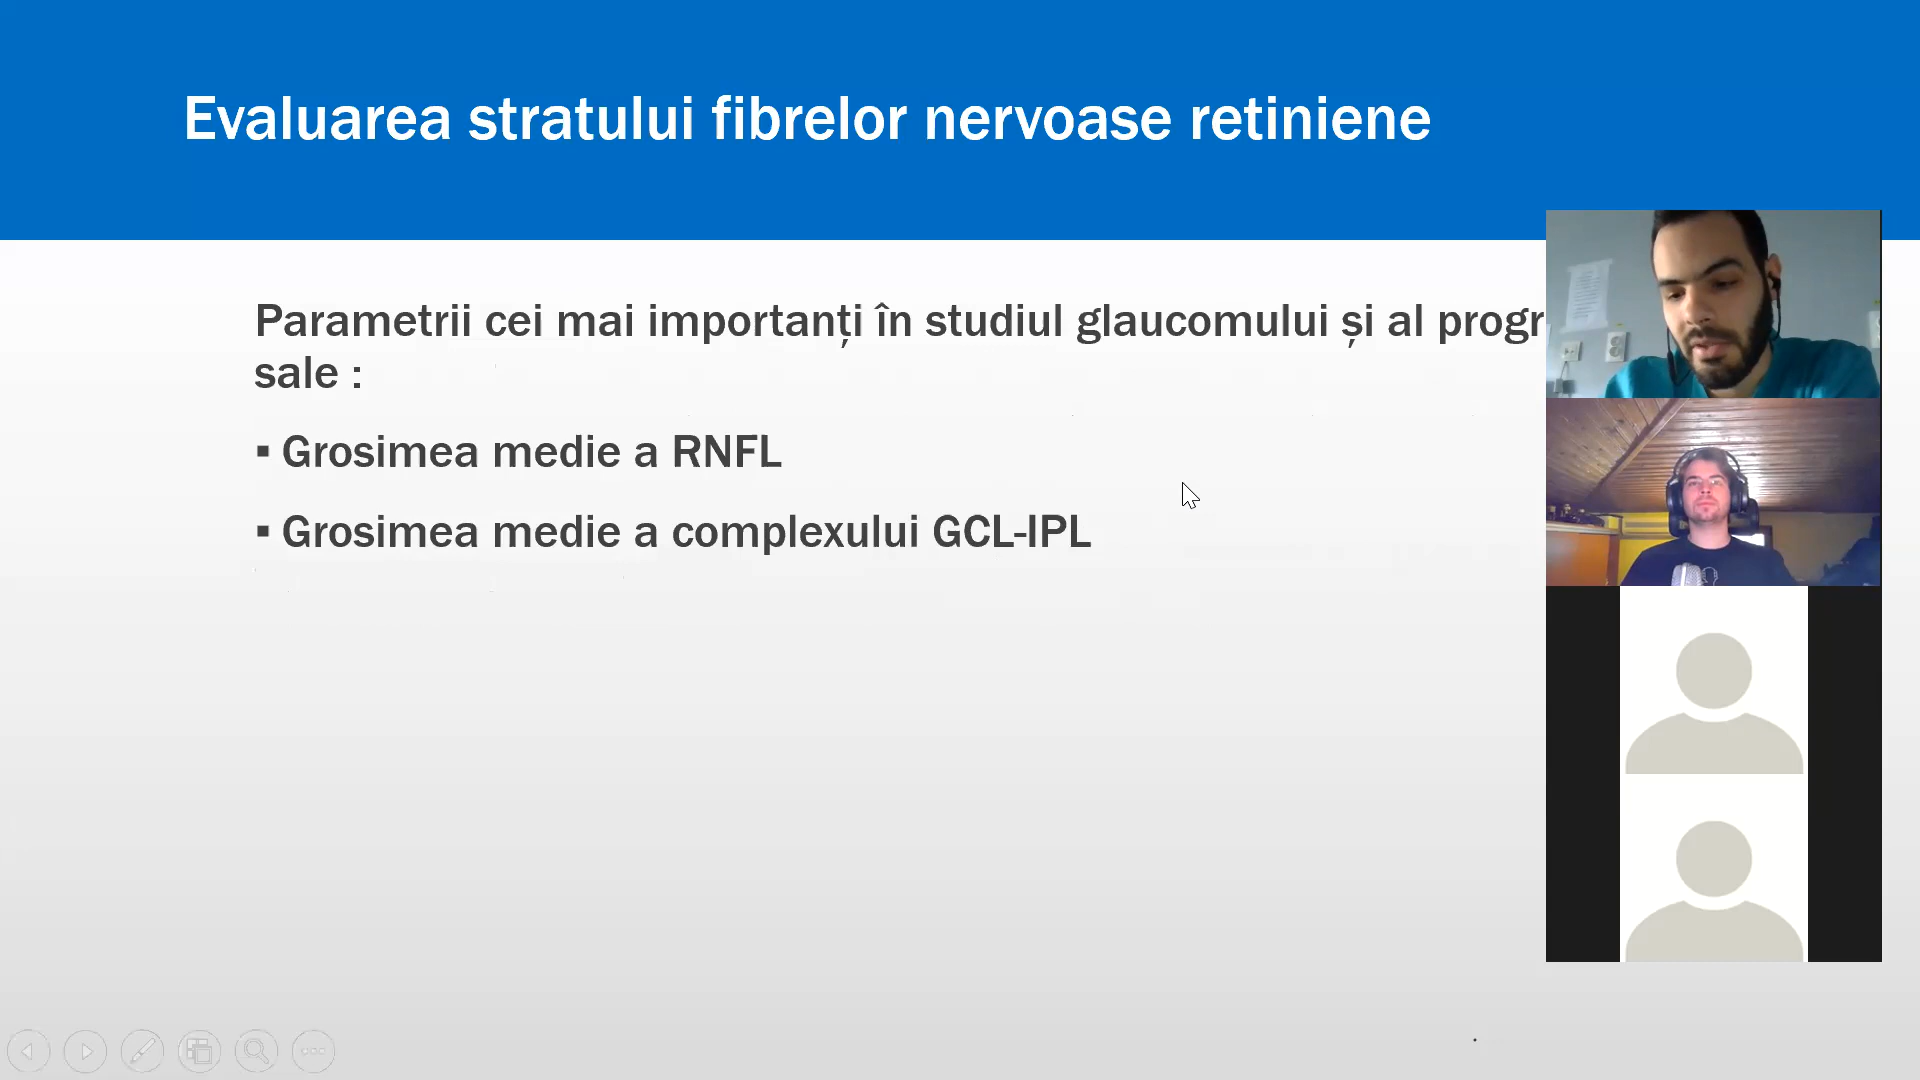 Evaluarea stratului fibrelor nervoase retiniene
Parametrii cei mai importanți în studiul glaucomului și al progr
sale :
▪ Grosimea medie a RNFL
▪ Grosimea medie a complexului GCL-IPL